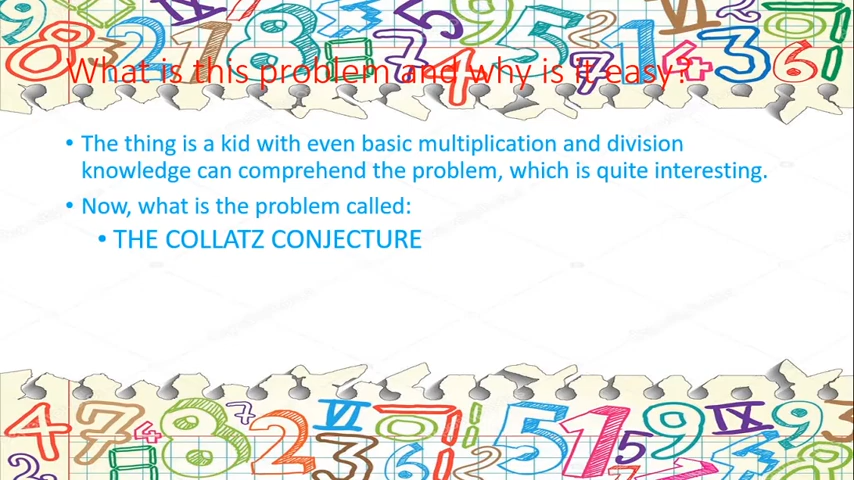 What is this problem and why is it easy?
• The thing is a kid with even basic multiplication and division
knowledge can comprehend the problem, which is quite interesting.
• Now, what is the problem called:
• THE COLLATZ CONJECTURE